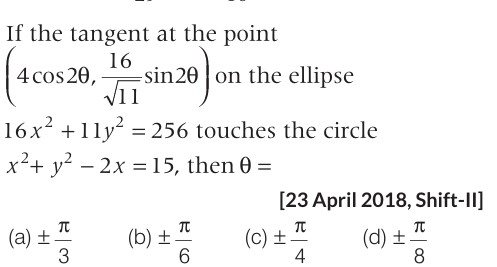 If the tangent at the point
(4cos2θ, 16/√11 sin2θ) on the ellipse
16x² + 11y² = 256 touches the circle
x² + y² − 2x = 15, then θ =
[23 April 2018, Shift-II]
(a) ± π/3 (b) ± π/6 (c) ± π/4 (d) ± π/8